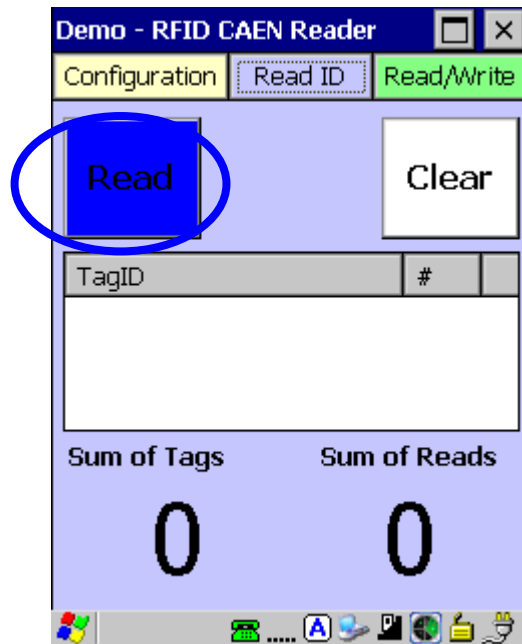 Demo - RFID CAEN Reader
Configuration Read ID Read/Write
Read Clear
TagID #
Sum of Tags Sum of Reads
0 0
..... A